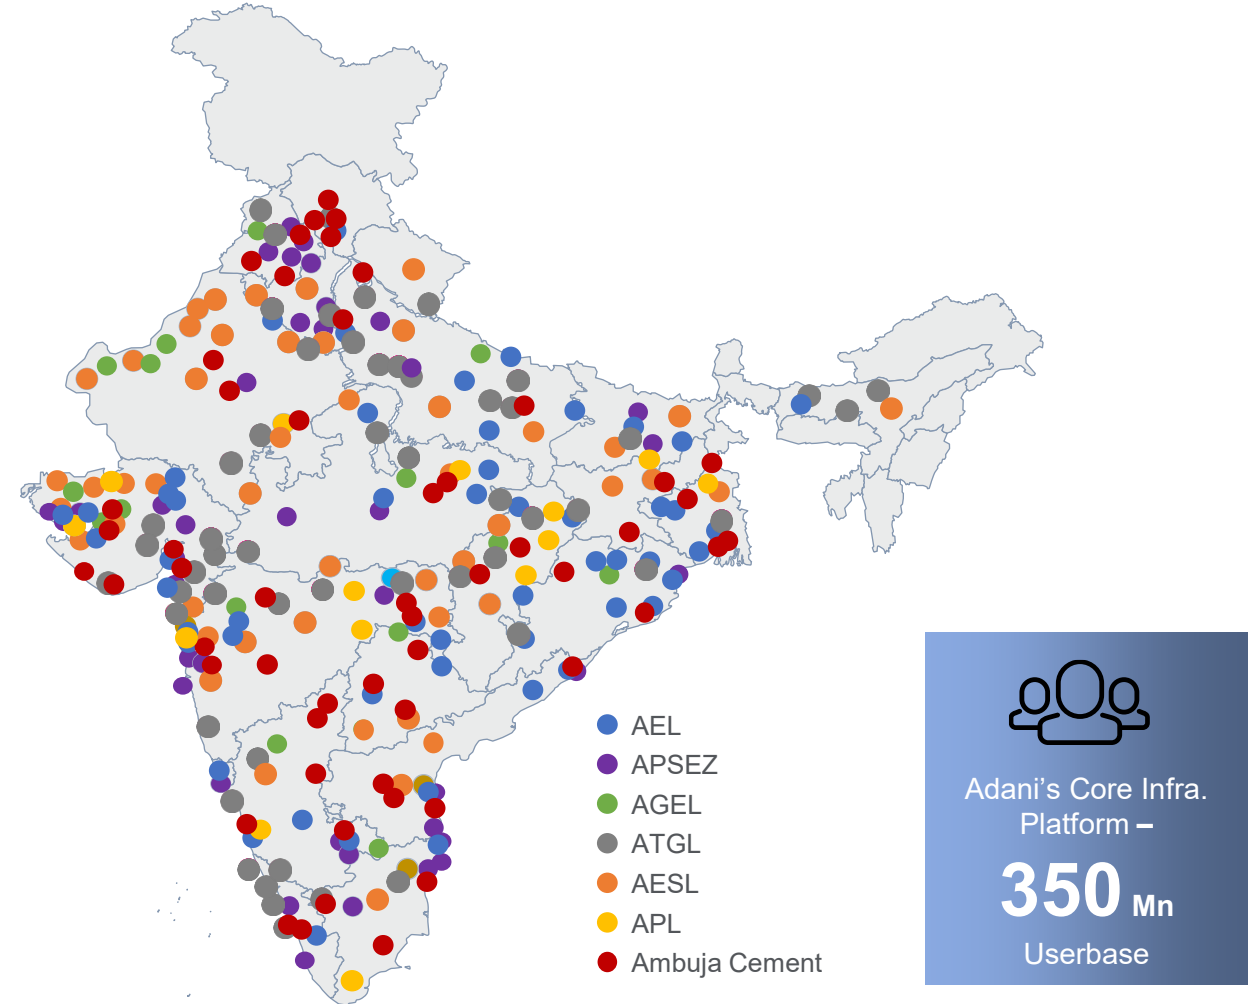 AEL
APSEZ
AGEL
ATGL
AESL
APL
Ambuja Cement
Adani’s Core Infra.
Platform –
350 Mn
Userbase